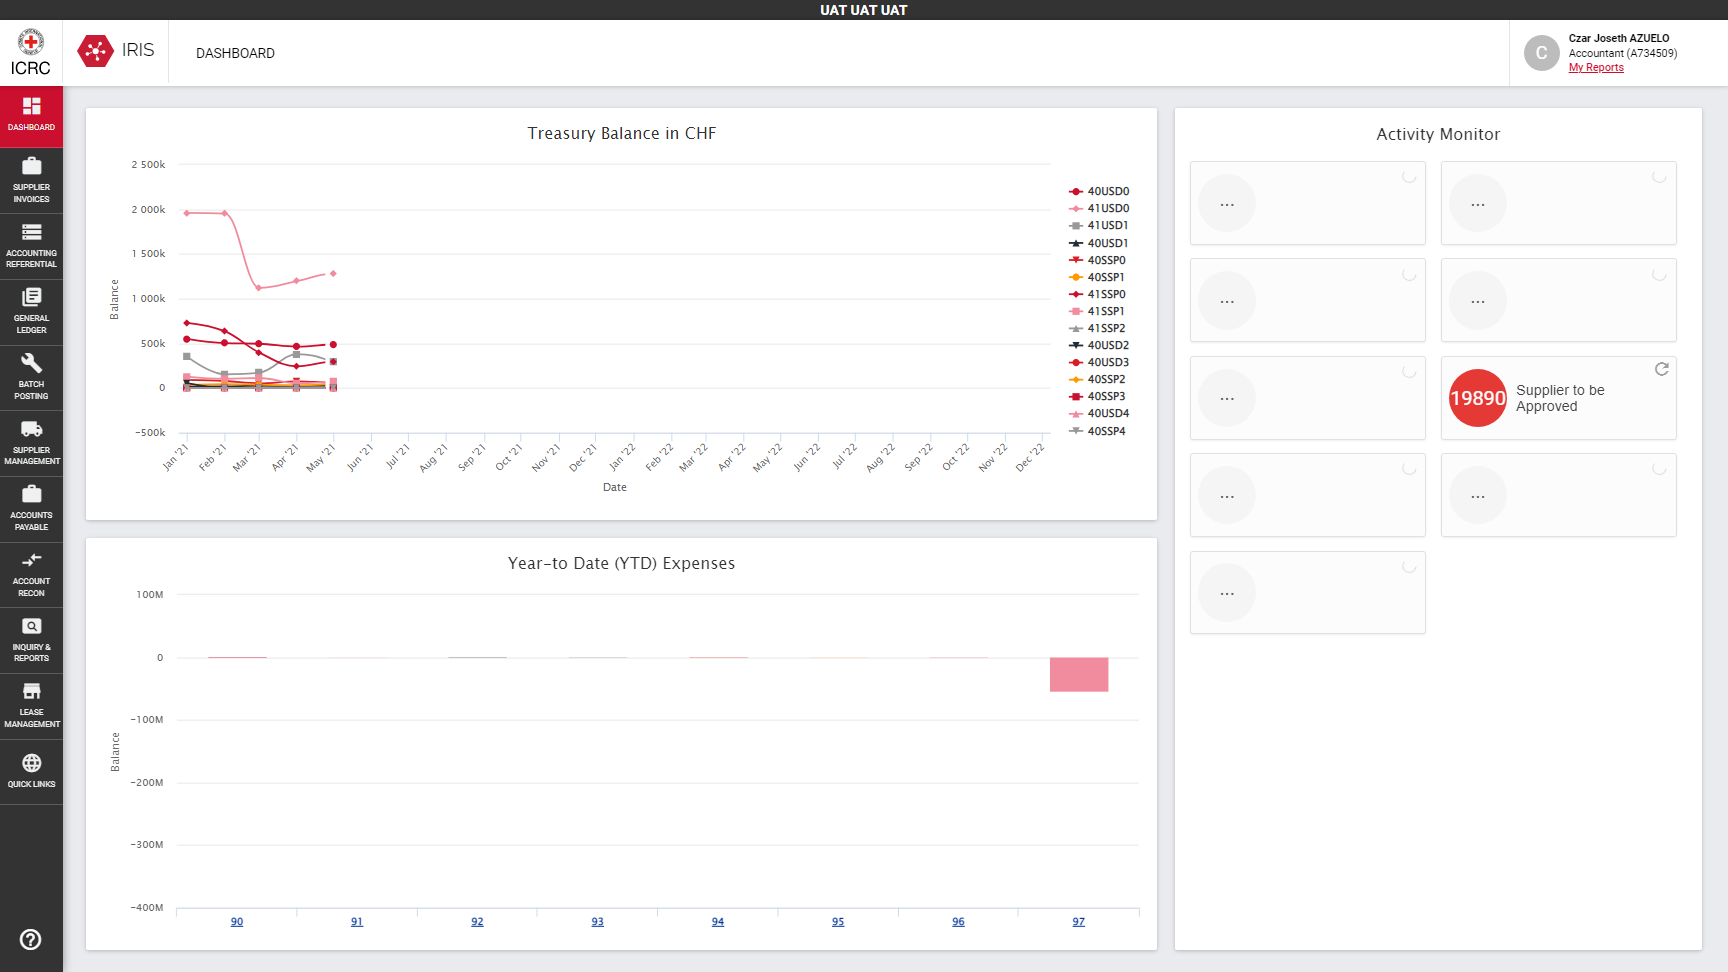 UAT UAT UAT
ICRC
IRIS
DASHBOARD
C
Czar Joseth AZUELO
Accountant (A734509)
My Reports
DASHBOARD
SUPPLIER
INVOICES
ACCOUNTING
REFERENTIAL
GENERAL
LEDGER
BATCH
POSTING
SUPPLIER
MANAGEMENT
ACCOUNTS
PAYABLE
ACCOUNT
RECON
INQUIRY &
REPORTS
LEASE
MANAGEMENT
QUICK LINKS
Treasury Balance in CHF
2 500k
2 000k
1 500k
1 000k
500k
0
-500k
Balance
Jan '21
Feb '21
Mar '21
Apr '21
May '21
Jun '21
Jul '21
Aug '21
Sep '21
Oct '21
Nov '21
Dec '21
Jan '22
Feb '22
Mar '22
Apr '22
May '22
Jun '22
Jul '22
Aug '22
Sep '22
Oct '22
Nov '22
Dec '22
Date
40USD0
41USD0
41USD1
40USD1
40SSP0
40SSP1
41SSP0
41SSP1
41SSP2
40USD2
40USD3
40SSP2
40SSP3
40USD4
40SSP4
Year-to Date (YTD) Expenses
100M
0
-100M
-200M
-300M
-400M
Balance
90
91
92
93
94
95
96
97
Activity Monitor
...
...
...
...
...
19890
Supplier to be
Approved
...
...
...